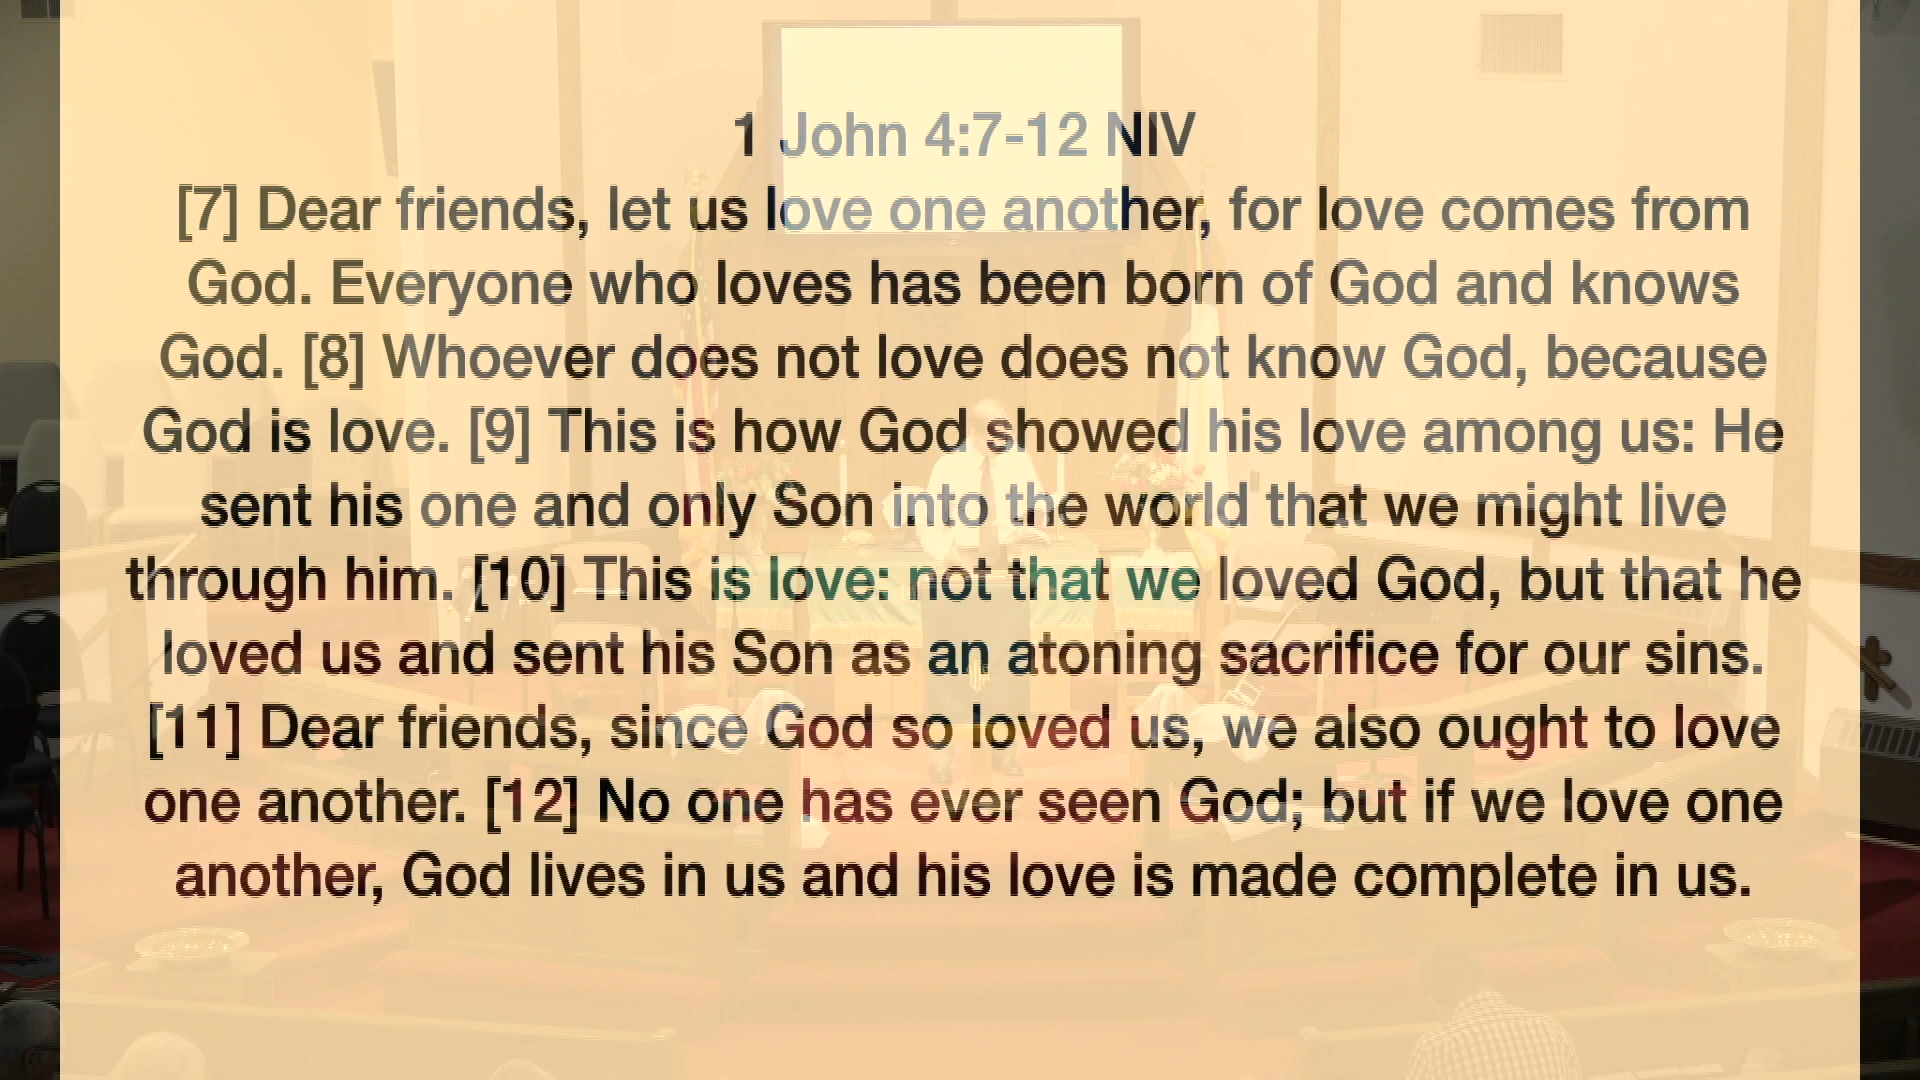 1 John 4:7-12 NIV
[7] Dear friends, let us love one another, for love comes from
God. Everyone who loves has been born of God and knows
God. [8] Whoever does not love does not know God, because
God is love. [9] This is how God showed his love among us: He
sent his one and only Son into the world that we might live
through him. [10] This is love: not that we loved God, but that he
loved us and sent his Son as an atoning sacrifice for our sins.
[11] Dear friends, since God so loved us, we also ought to love
one another. [12] No one has ever seen God; but if we love one
another, God lives in us and his love is made complete in us.